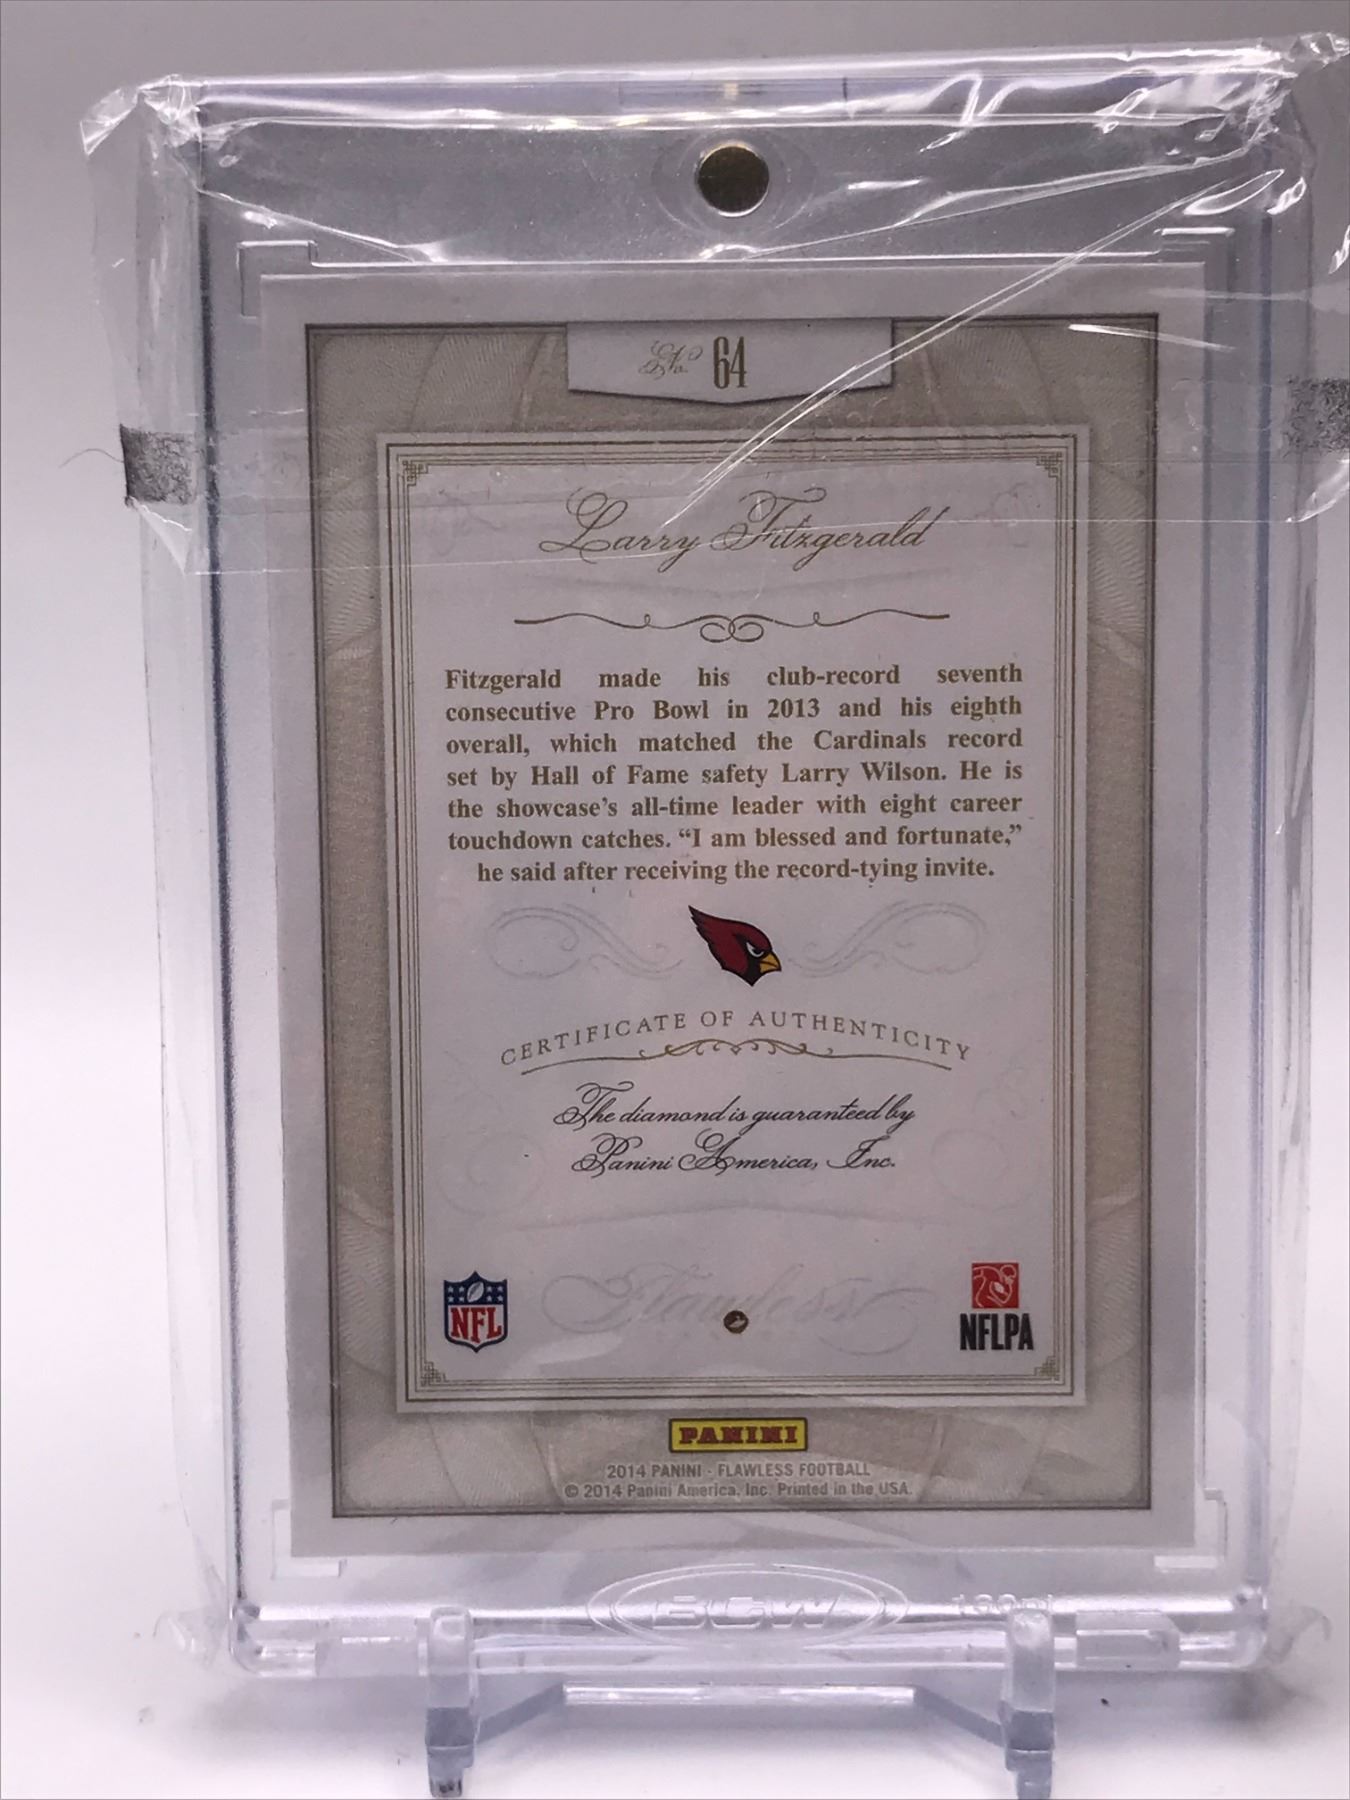 No. 64
Larry Fitzgerald
Fitzgerald made his club-record seventh
consecutive Pro Bowl in 2013 and his eighth
overall, which matched the Cardinals record
set by Hall of Fame safety Larry Wilson. He is
the showcase's all-time leader with eight career
touchdown catches. “I am blessed and fortunate,”
he said after receiving the record-tying invite.
CERTIFICATE OF AUTHENTICITY
The diamond is guaranteed by
Panini America, Inc.
NFL
Flawless
NFLPA
PANINI
2014 PANINI - FLAWLESS FOOTBALL
© 2014 Panini America, Inc. Printed in the USA.
BCW